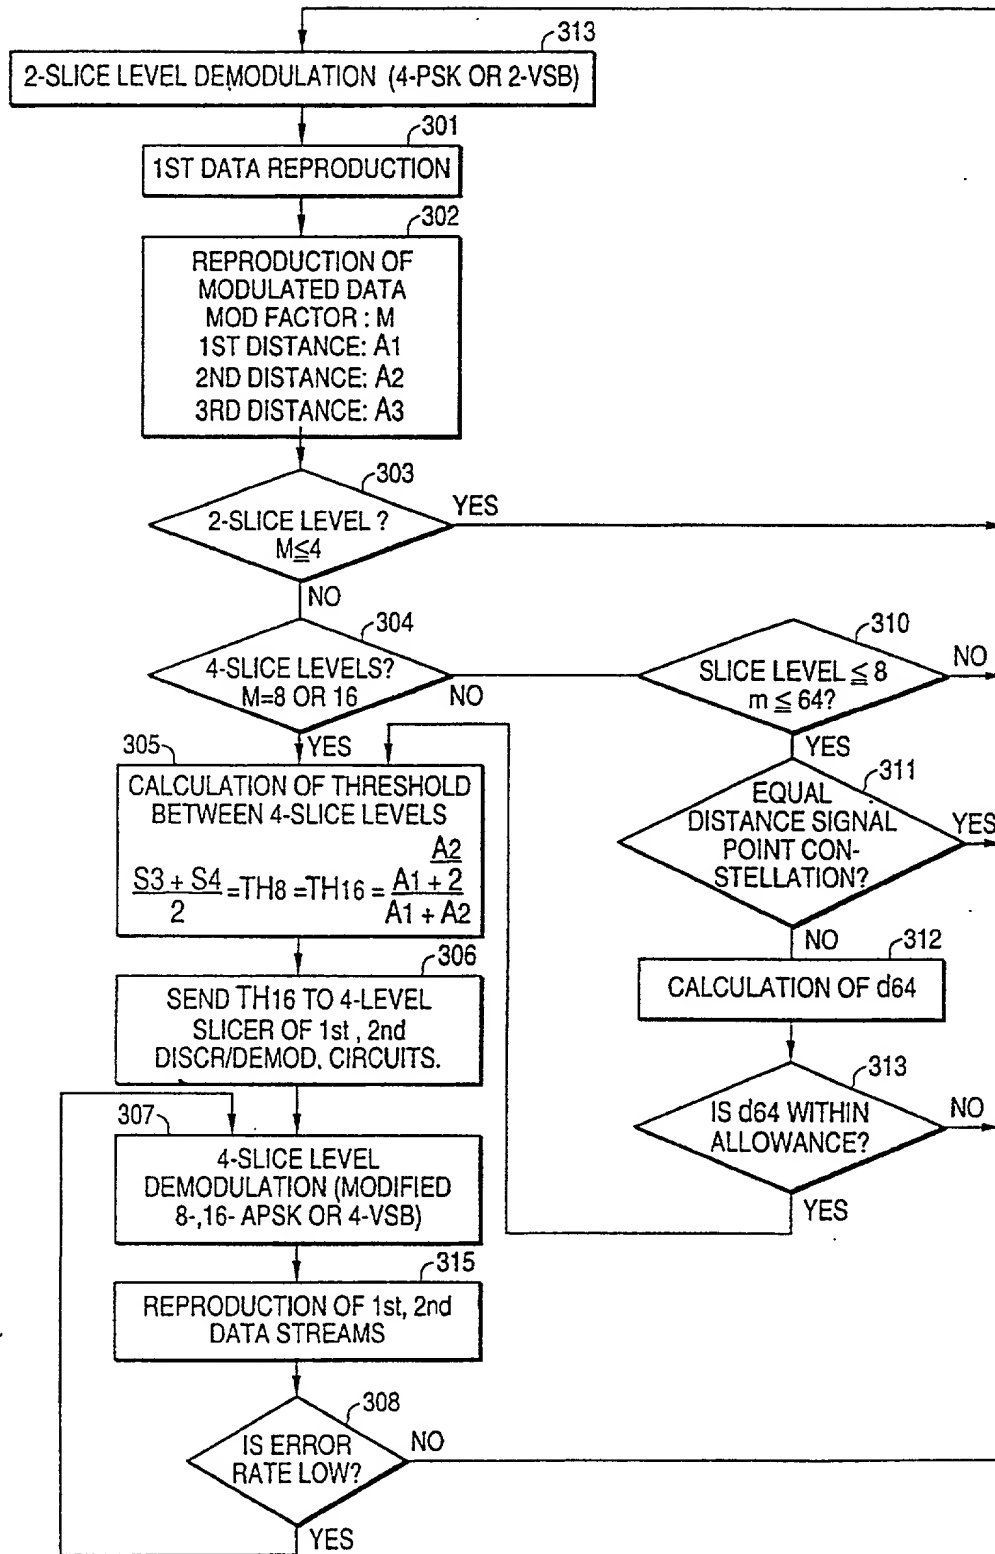 313
2-SLICE LEVEL DEMODULATION (4-PSK OR 2-VSB)
301
1ST DATA REPRODUCTION
302
REPRODUCTION OF
MODULATED DATA
MOD FACTOR : M
1ST DISTANCE: A1
2ND DISTANCE: A2
3RD DISTANCE: A3
303
2-SLICE LEVEL ?
M≦4
YES
NO
304
4-SLICE LEVELS?
M=8 OR 16
NO
YES
310
SLICE LEVEL ≦ 8
m ≦ 64?
NO
YES
305
CALCULATION OF THRESHOLD
BETWEEN 4-SLICE LEVELS
S3 + S4
2
=TH8 =TH16 =
A2
A1 + 2
A1 + A2
311
EQUAL
DISTANCE SIGNAL
POINT CON-
STELLATION?
YES
NO
306
SEND TH16 TO 4-LEVEL
SLICER OF 1st , 2nd
DISCR/DEMOD. CIRCUITS.
312
CALCULATION OF d64
313
IS d64 WITHIN
ALLOWANCE?
NO
YES
307
4-SLICE LEVEL
DEMODULATION (MODIFIED
8-,16- APSK OR 4-VSB)
315
REPRODUCTION OF 1st, 2nd
DATA STREAMS
308
IS ERROR
RATE LOW?
NO
YES